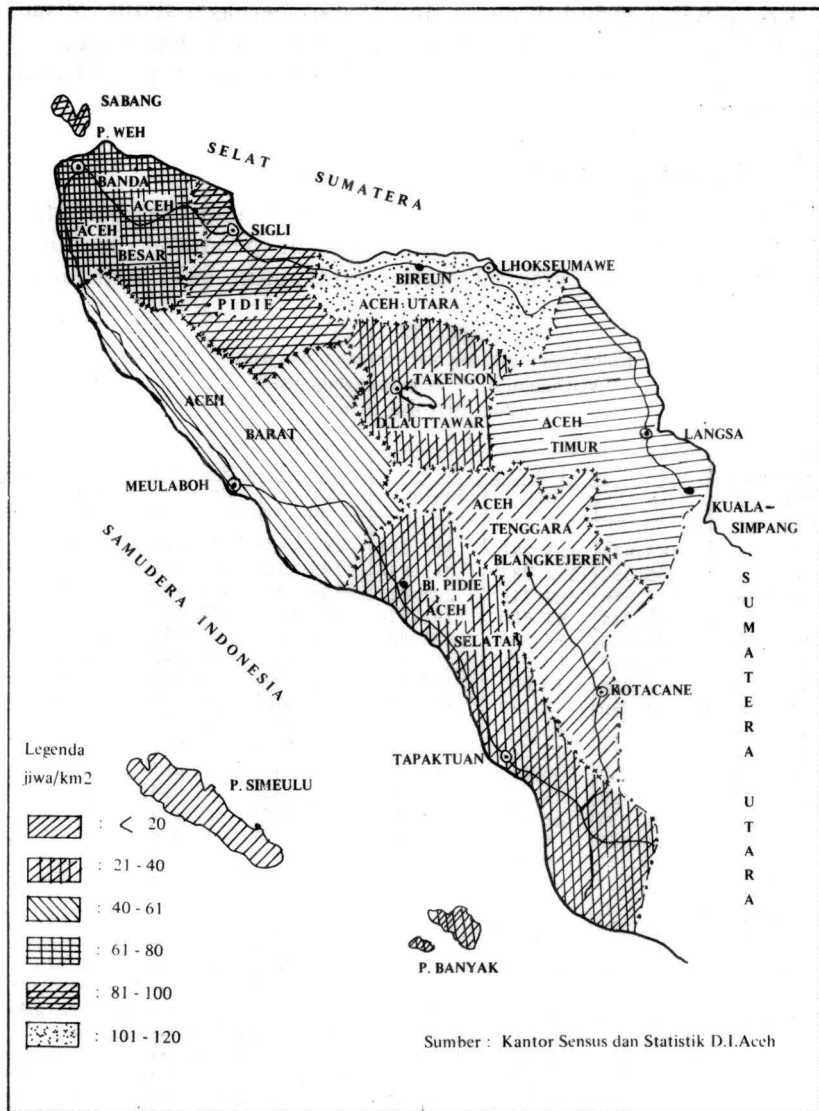 SABANG
P. WEH
SELAT SUMATERA
BANDA
ACEH
ACEH
BESAR
SIGLI
PIDIE
BIREUN
LHOKSEUMAWE
ACEH UTARA
TAKENGON
D.LAUTTAWAR
ACEH
BARAT
ACEH
TIMUR
LANGSA
MEULABOH
KUALA-
SIMPANG
ACEH
TENGGARA
BLANGKEJEREN
SAMUDERA INDONESIA
Bl. PIDIE
ACEH
SELATAN
SUMATERA UTARA
KOTACANE
TAPAKTUAN
P. SIMEULU
P. BANYAK
Legenda
jiwa/km2
: < 20
: 21 - 40
: 40 - 61
: 61 - 80
: 81 - 100
: 101 - 120
Sumber : Kantor Sensus dan Statistik D.I.Aceh